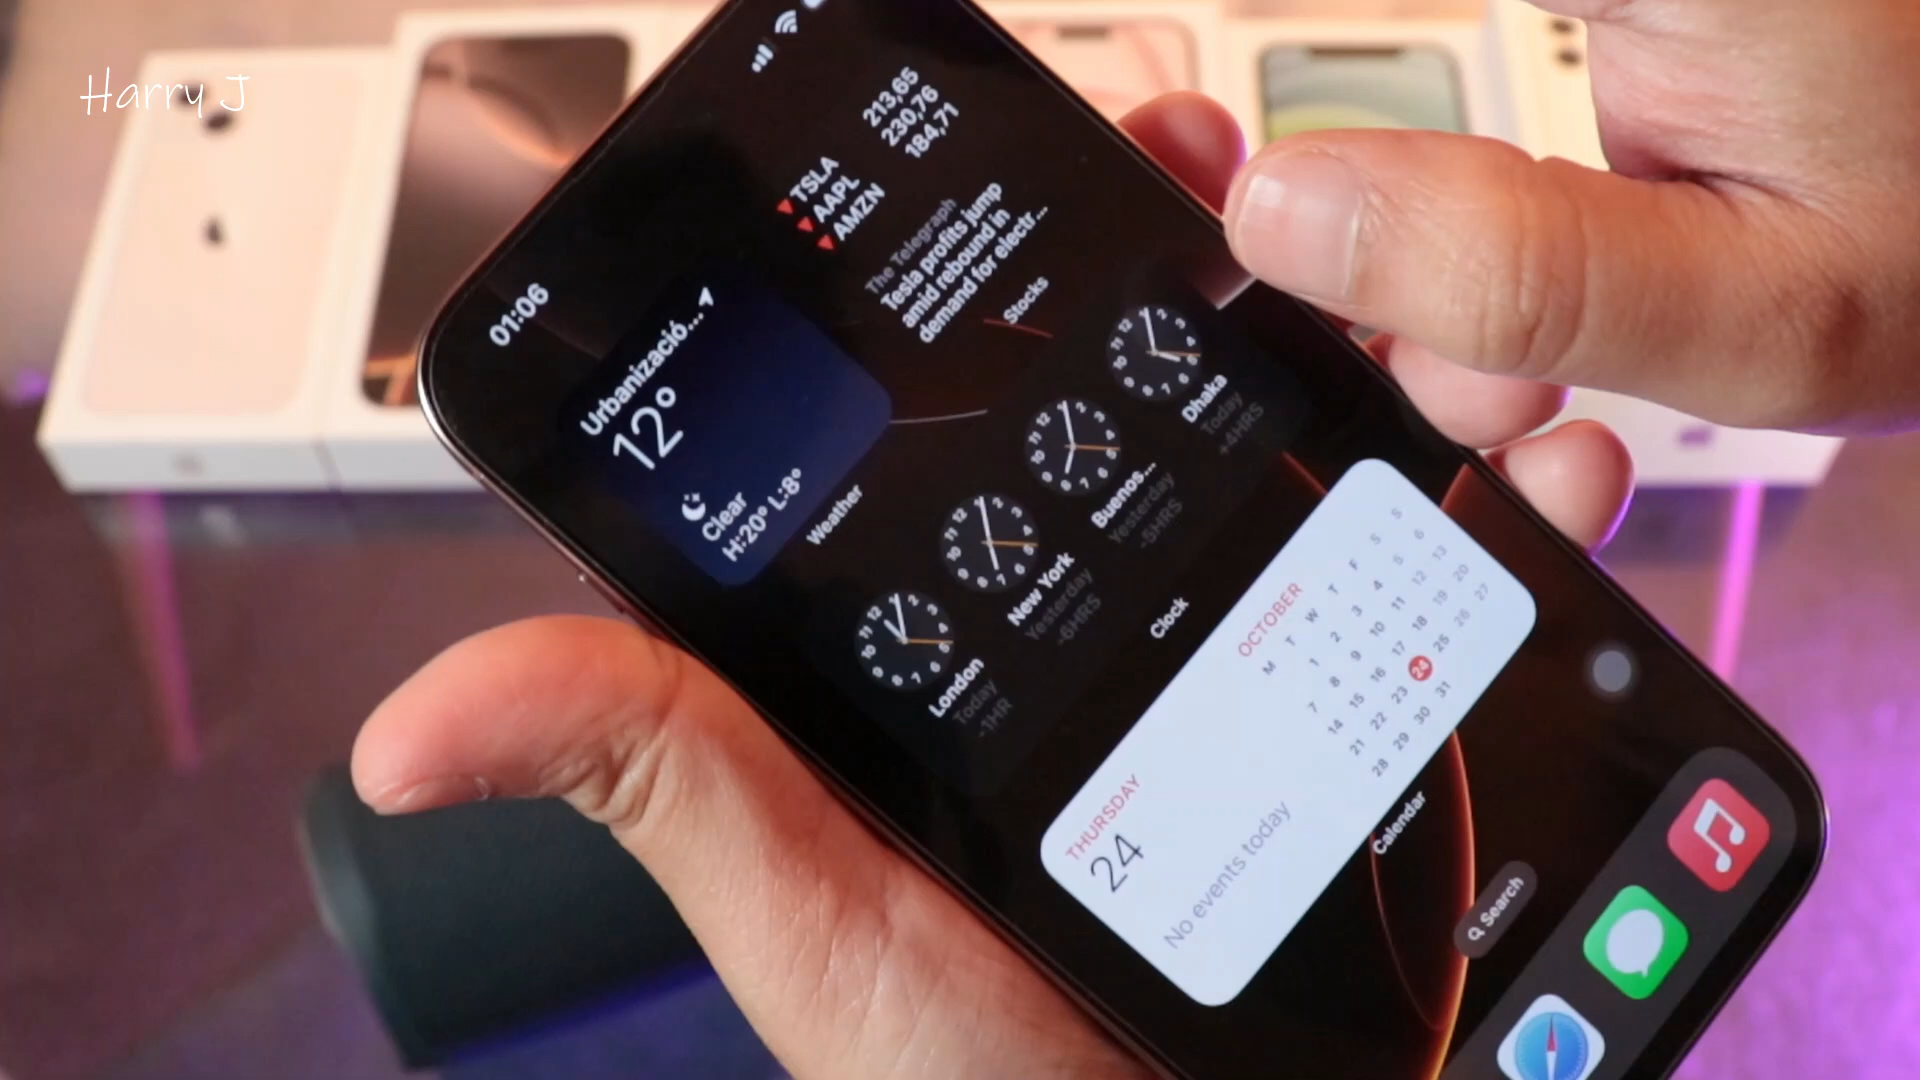 Harry J
01:06
TSLA 213,65
AAPL 230,76
AMZN 184,71
The Telegraph
Tesla profits jump
amid rebound in
demand for electr...
Stocks
Urbanizació...
12°
Clear
H:20° L:8°
Weather
London
Today
-1HR
New York
Yesterday
-6HRS
Buenos...
Yesterday
-5HRS
Dhaka
Today
+4HRS
Clock
THURSDAY
24
No events today
OCTOBER
M T W T F S S
1 2 3 4 5 6
7 8 9 10 11 12 13
14 15 16 17 18 19 20
21 22 23 24 25 26 27
28 29 30 31
Calendar
Search